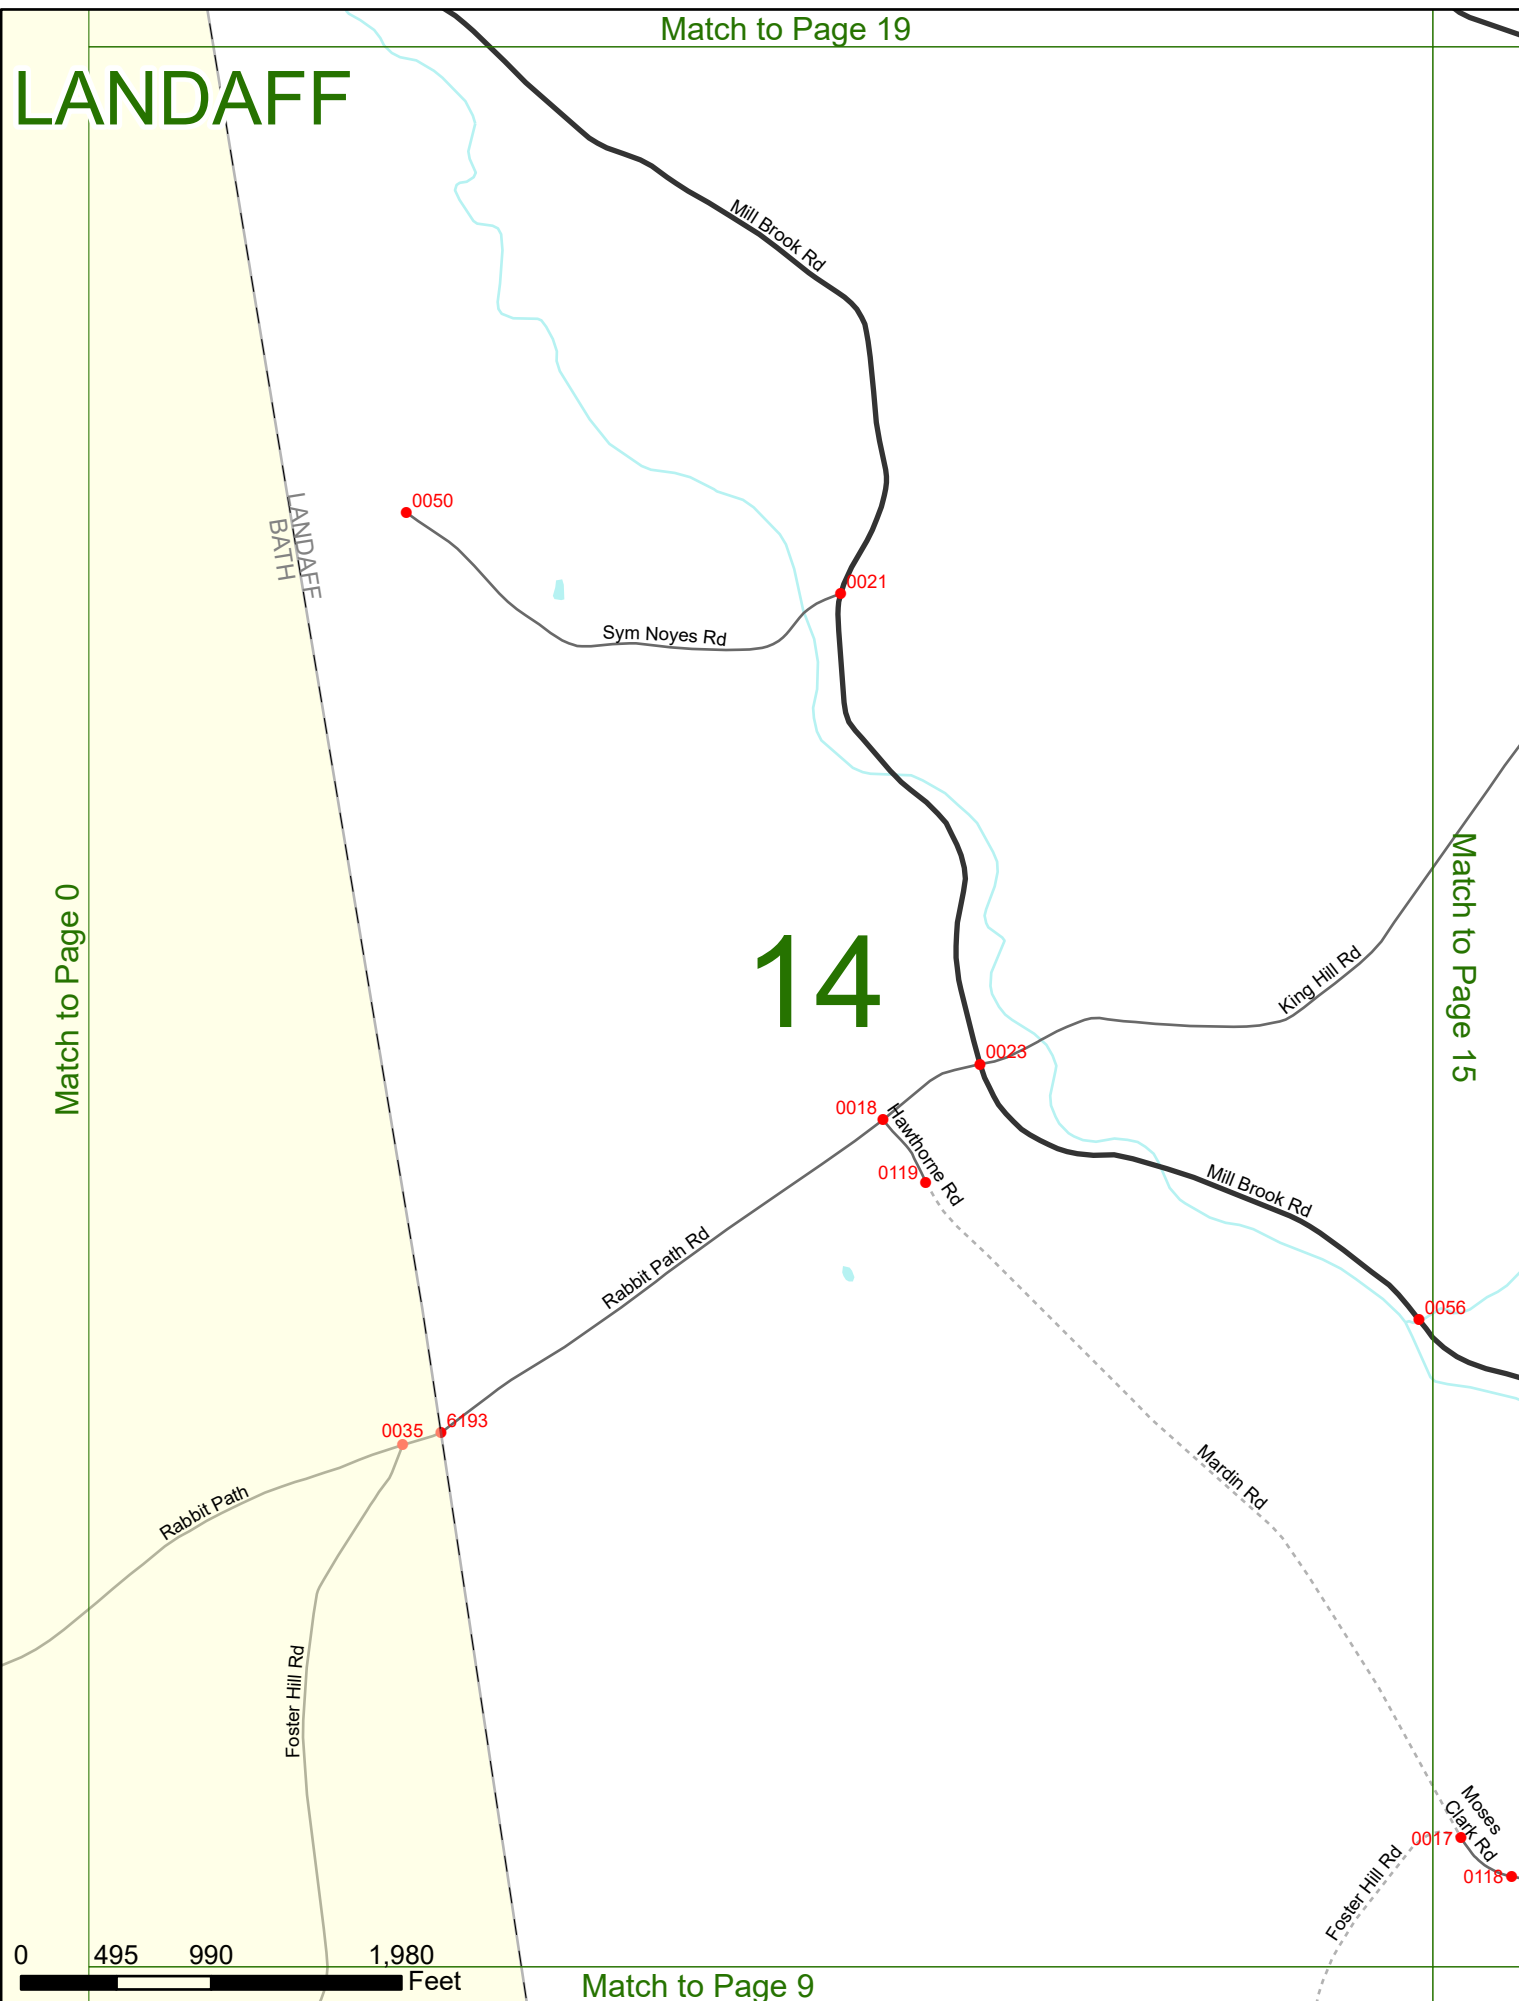 Match to Page 19
LANDAFF
Mill Brook Rd
0050
LANDAFF
BATH
0021
Sym Noyes Rd
Match to Page 0
Match to Page 15
14
King Hill Rd
0023
0018
Hawthorne Rd
0119
Mill Brook Rd
Rabbit Path Rd
0056
6193
0035
Mardin Rd
Rabbit Path
Foster Hill Rd
Moses
Clark Rd
0017
Foster Hill Rd
0118
0 495 990 1,980
Feet
Match to Page 9